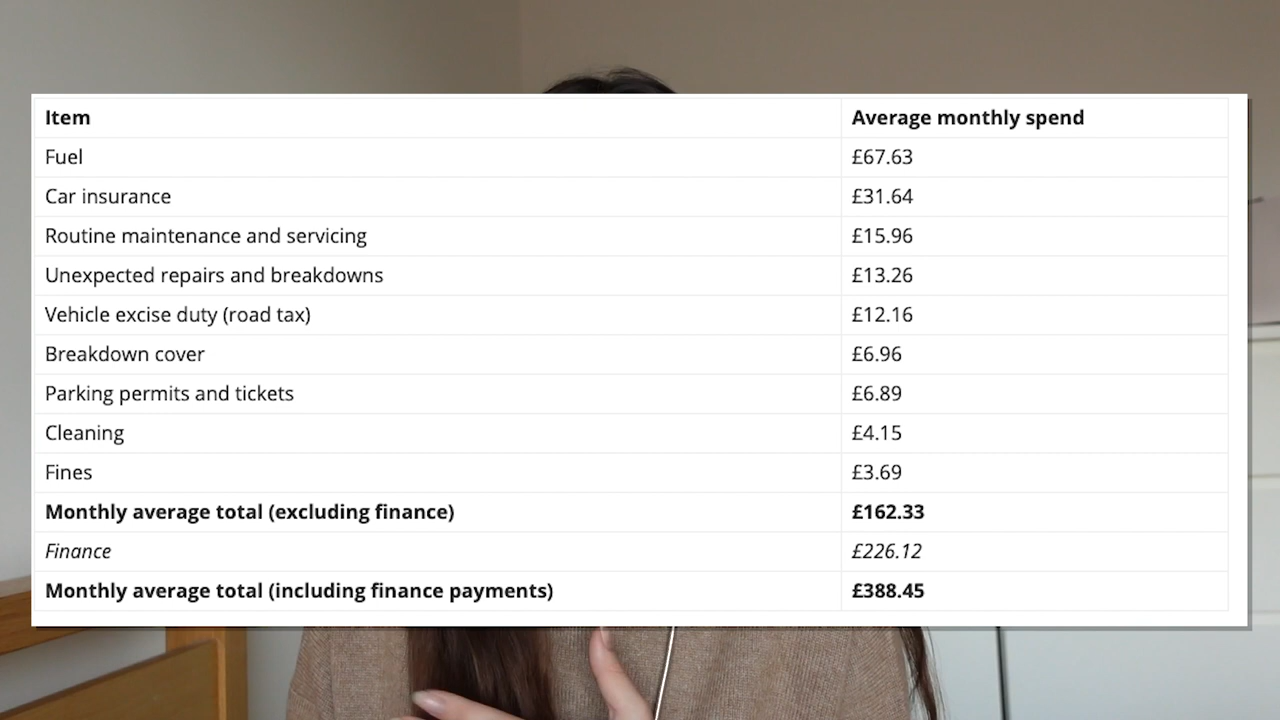 Item Average monthly spend
Fuel £67.63
Car insurance £31.64
Routine maintenance and servicing £15.96
Unexpected repairs and breakdowns £13.26
Vehicle excise duty (road tax) £12.16
Breakdown cover £6.96
Parking permits and tickets £6.89
Cleaning £4.15
Fines £3.69
Monthly average total (excluding finance) £162.33
Finance £226.12
Monthly average total (including finance payments) £388.45